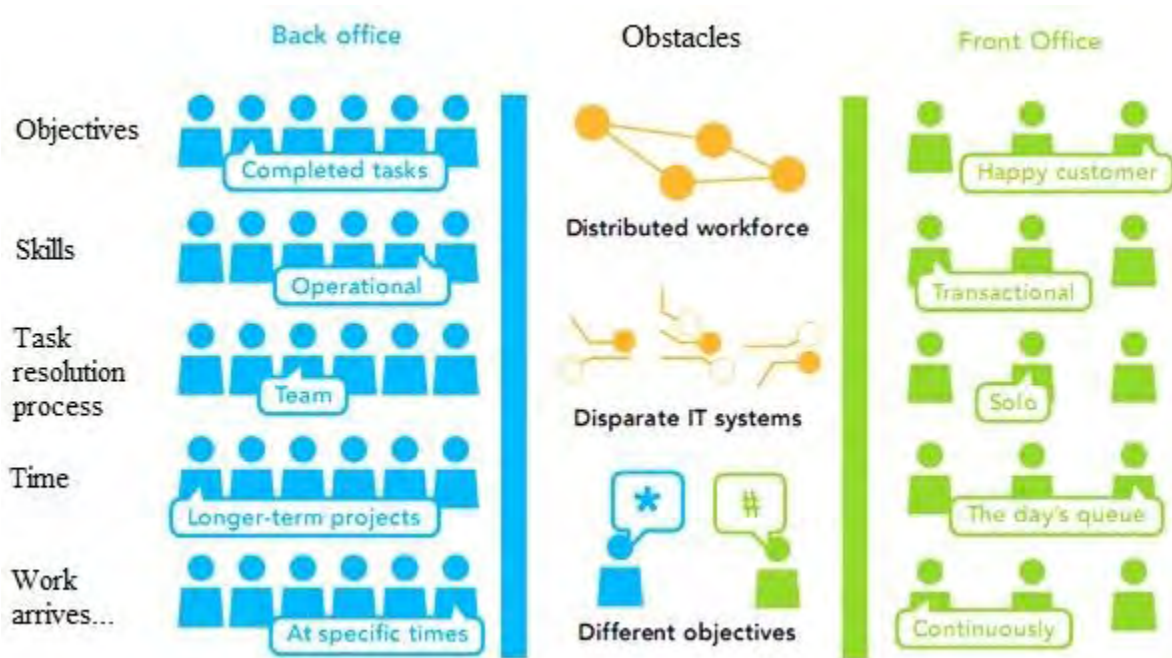 Back office
Obstacles
Front Office
Objectives
Completed tasks
Happy customer
Distributed workforce
Skills
Operational
Transactional
Task
resolution
process
Team
Solo
Disparate IT systems
Time
Longer-term projects
*
#
The day's queue
Work
arrives...
At specific times
Different objectives
Continuously